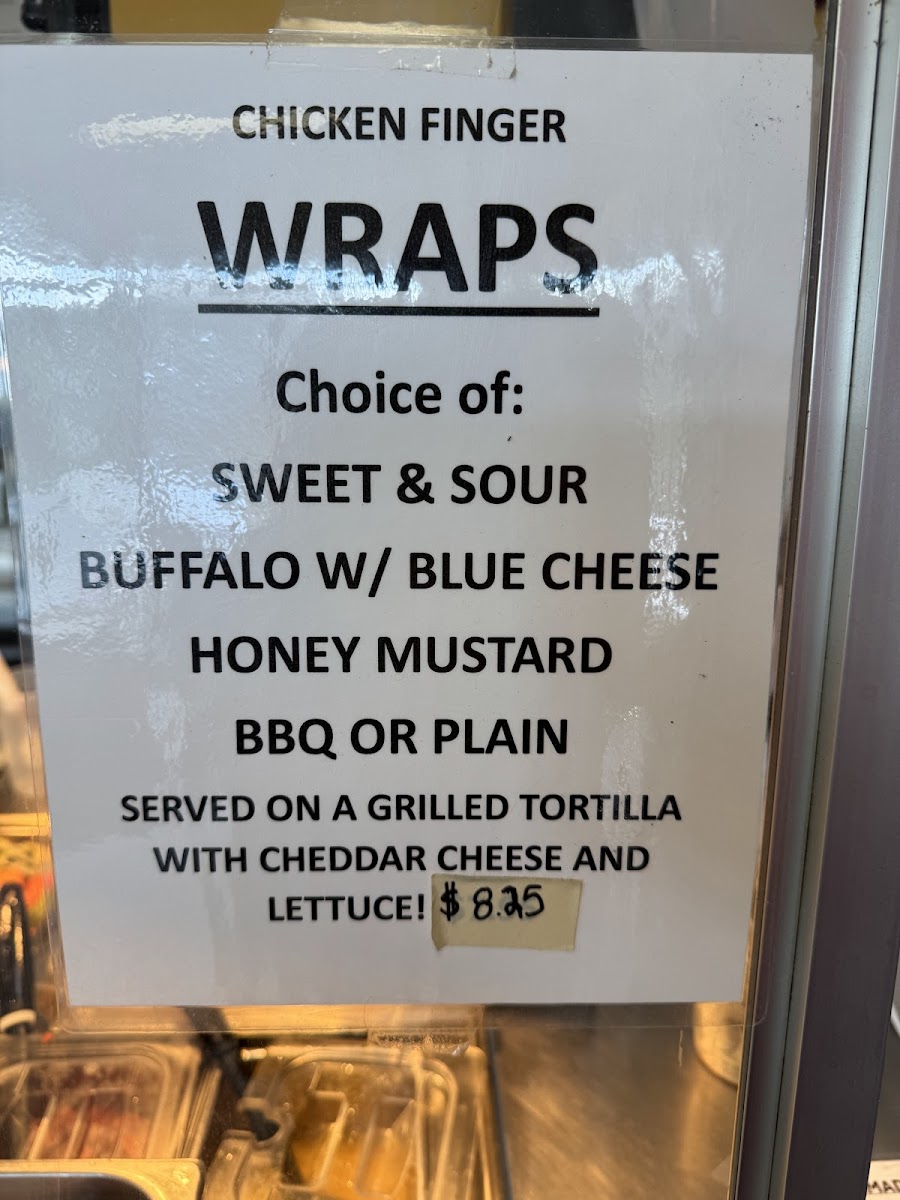 CHICKEN FINGER
WRAPS
Choice of:
SWEET & SOUR
BUFFALO W/ BLUE CHEESE
HONEY MUSTARD
BBQ OR PLAIN
SERVED ON A GRILLED TORTILLA
WITH CHEDDAR CHEESE AND
LETTUCE! $8.25